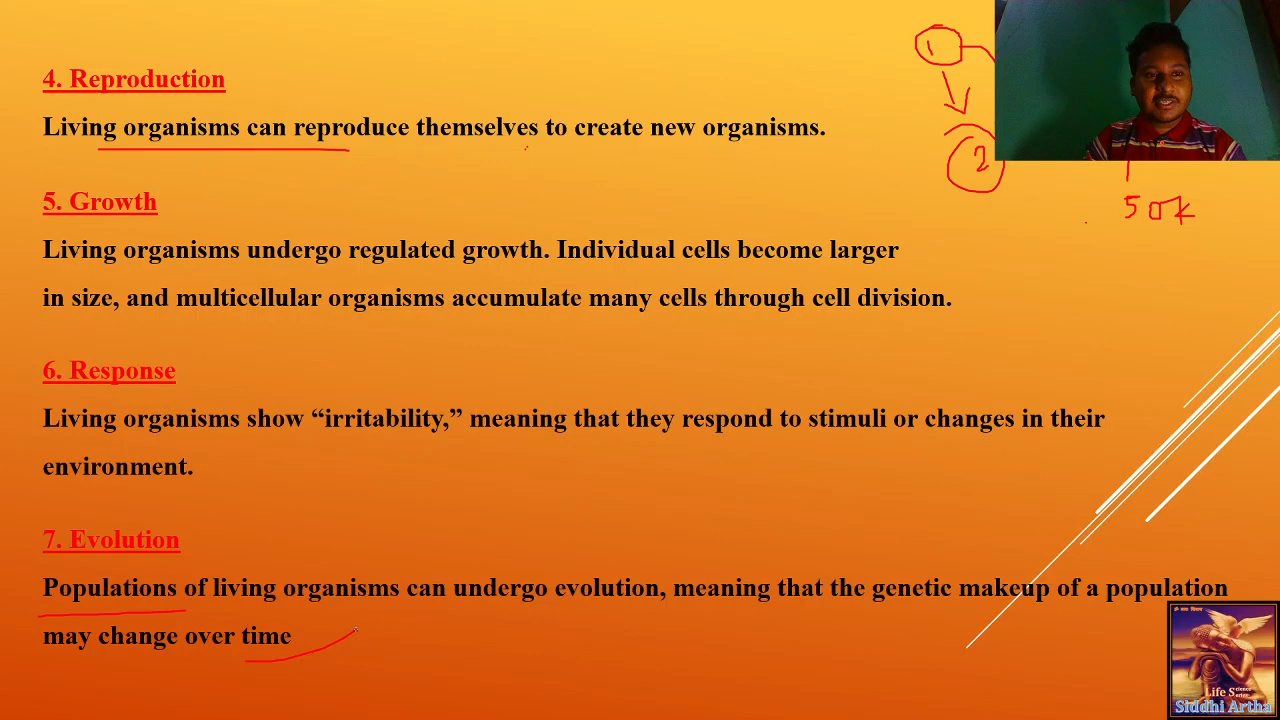 4. Reproduction
Living organisms can reproduce themselves to create new organisms.
5. Growth
Living organisms undergo regulated growth. Individual cells become larger
in size, and multicellular organisms accumulate many cells through cell division.
6. Response
Living organisms show “irritability,” meaning that they respond to stimuli or changes in their
environment.
7. Evolution
Populations of living organisms can undergo evolution, meaning that the genetic makeup of a population
may change over time
1
2
50k
Life Science
Series
Siddhi Artha